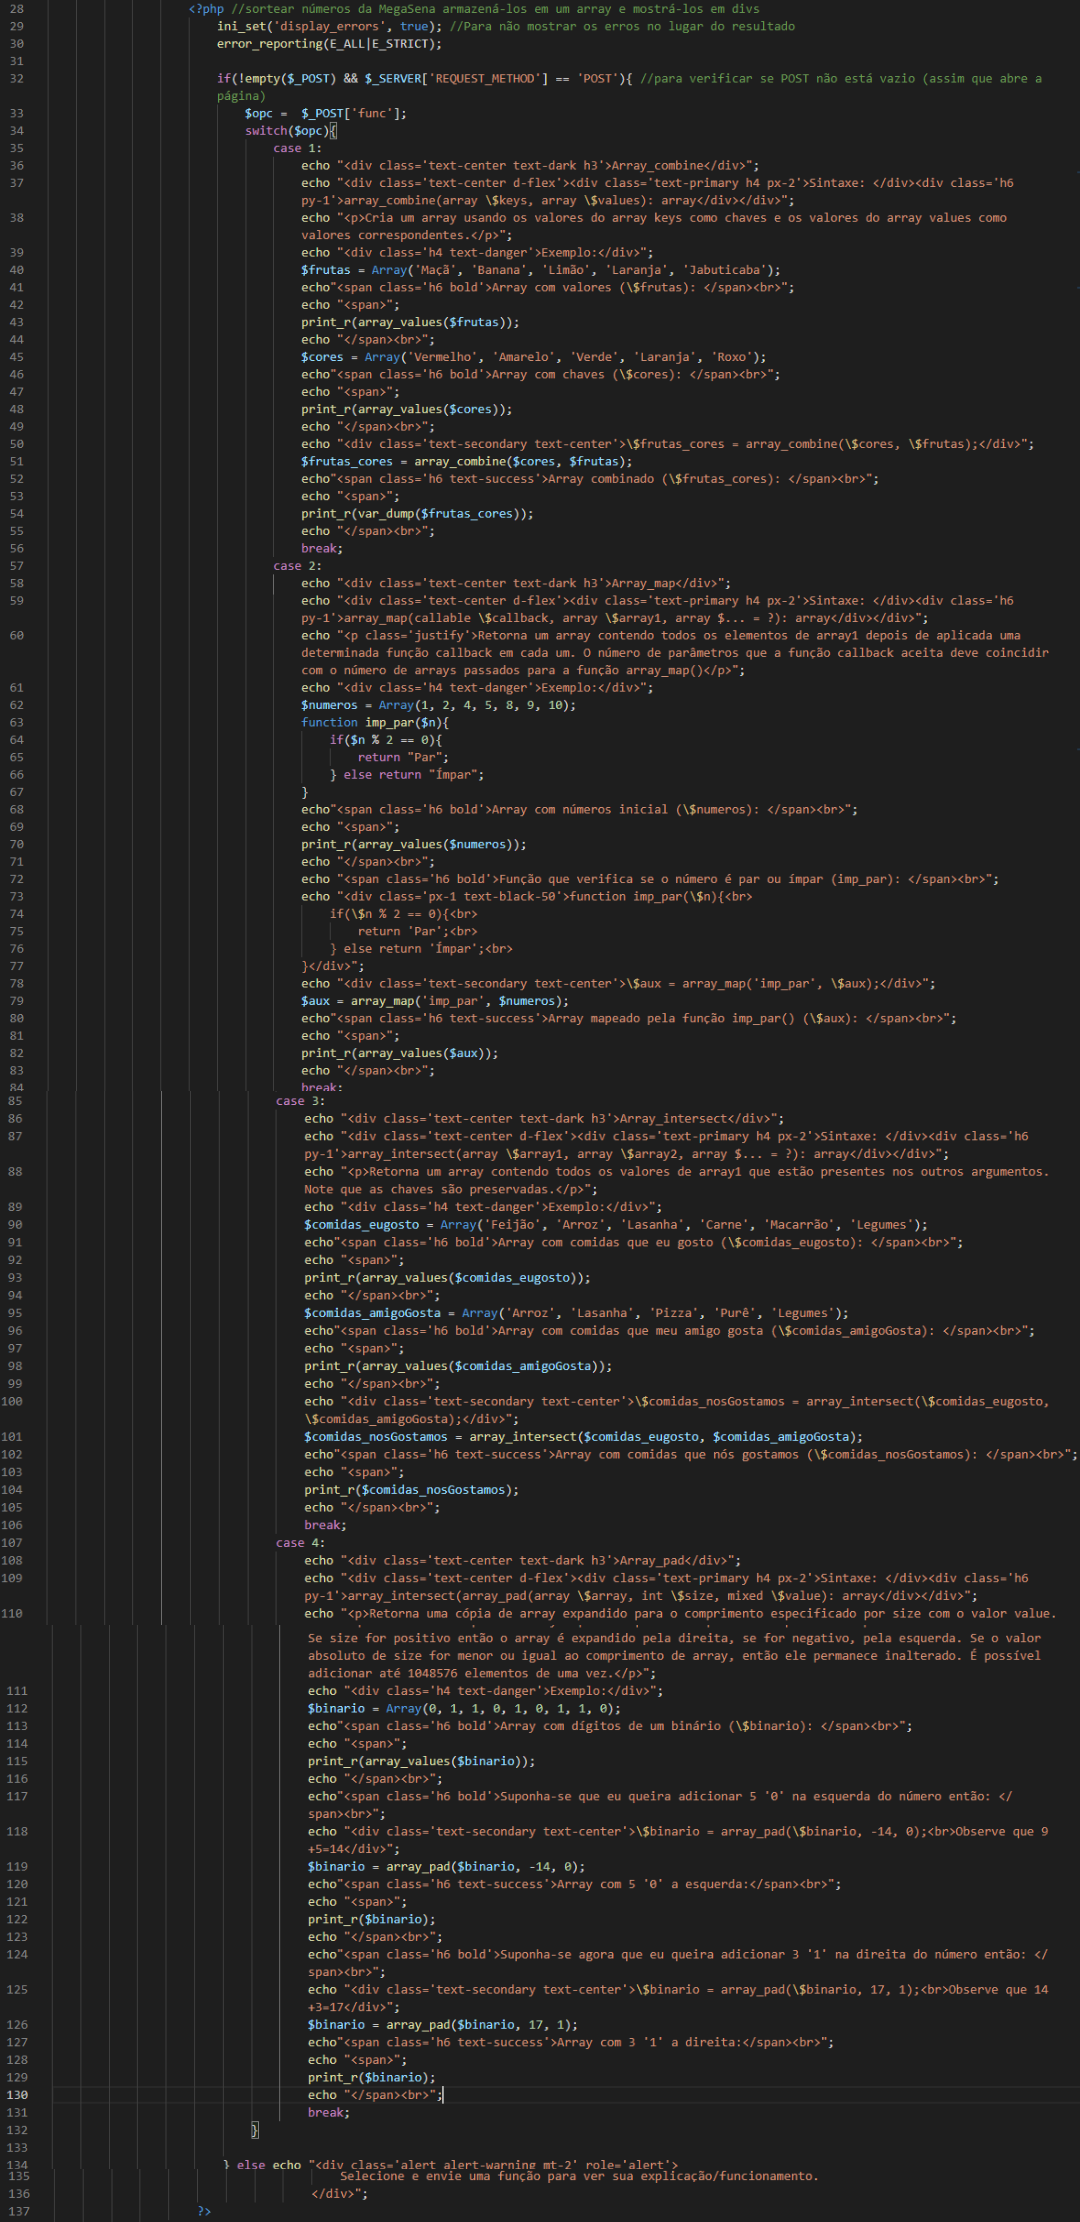 28 <?php //sortear números da MegaSena armazená-los em um array e mostrá-los em divs
29 ini_set('display_errors', true); //Para não mostrar os erros no lugar do resultado
30 error_reporting(E_ALL|E_STRICT);
31
32 if(!empty($_POST) && $_SERVER['REQUEST_METHOD'] == 'POST'){ //para verificar se POST não está vazio (assim que abre a
página)
33 $opc =  $_POST['func'];
34 switch($opc){
35 case 1:
36 echo "<div class='text-center text-dark h3'>Array_combine</div>";
37 echo "<div class='text-center d-flex'><div class='text-primary h4 px-2'>Sintaxe: </div><div class='h6
py-1'>array_combine(array \$keys, array \$values): array</div></div>";
38 echo "<p>Cria um array usando os valores do array keys como chaves e os valores do array values como
valores correspondentes.</p>";
39 echo "<div class='h4 text-danger'>Exemplo:</div>";
40 $frutas = Array('Maçã', 'Banana', 'Limão', 'Laranja', 'Jabuticaba');
41 echo"<span class='h6 bold'>Array com valores (\$frutas): </span><br>";
42 echo "<span>";
43 print_r(array_values($frutas));
44 echo "</span><br>";
45 $cores = Array('Vermelho', 'Amarelo', 'Verde', 'Laranja', 'Roxo');
46 echo"<span class='h6 bold'>Array com chaves (\$cores): </span><br>";
47 echo "<span>";
48 print_r(array_values($cores));
49 echo "</span><br>";
50 echo "<div class='text-secondary text-center'>\$frutas_cores = array_combine(\$cores, \$frutas);</div>";
51 $frutas_cores = array_combine($cores, $frutas);
52 echo"<span class='h6 text-success'>Array combinado (\$frutas_cores): </span><br>";
53 echo "<span>";
54 print_r(var_dump($frutas_cores));
55 echo "</span><br>";
56 break;
57 case 2:
58 echo "<div class='text-center text-dark h3'>Array_map</div>";
59 echo "<div class='text-center d-flex'><div class='text-primary h4 px-2'>Sintaxe: </div><div class='h6
py-1'>array_map(callable \$callback, array \$array1, array $... = ?): array</div></div>";
60 echo "<p class='justify'>Retorna um array contendo todos os elementos de array1 depois de aplicada uma
determinada função callback em cada um. O número de parâmetros que a função callback aceita deve coincidir
com o número de arrays passados para a função array_map()</p>";
61 echo "<div class='h4 text-danger'>Exemplo:</div>";
62 $numeros = Array(1, 2, 4, 5, 8, 9, 10);
63 function imp_par($n){
64 if($n % 2 == 0){
65 return "Par";
66 } else return "Ímpar";
67 }
68 echo"<span class='h6 bold'>Array com números inicial (\$numeros): </span><br>";
69 echo "<span>";
70 print_r(array_values($numeros));
71 echo "</span><br>";
72 echo "<span class='h6 bold'>Função que verifica se o número é par ou ímpar (imp_par): </span><br>";
73 echo "<div class='px-1 text-black-50'>function imp_par(\$n){<br>
74 if(\$n % 2 == 0){<br>
75 return 'Par';<br>
76 } else return 'Ímpar';<br>
77 }</div>";
78 echo "<div class='text-secondary text-center'>\$aux = array_map('imp_par', \$aux);</div>";
79 $aux = array_map('imp_par', $numeros);
80 echo"<span class='h6 text-success'>Array mapeado pela função imp_par() (\$aux): </span><br>";
81 echo "<span>";
82 print_r(array_values($aux));
83 echo "</span><br>";
84 break;
85 case 3:
86 echo "<div class='text-center text-dark h3'>Array_intersect</div>";
87 echo "<div class='text-center d-flex'><div class='text-primary h4 px-2'>Sintaxe: </div><div class='h6
py-1'>array_intersect(array \$array1, array \$array2, array $... = ?): array</div></div>";
88 echo "<p>Retorna um array contendo todos os valores de array1 que estão presentes nos outros argumentos.
Note que as chaves são preservadas.</p>";
89 echo "<div class='h4 text-danger'>Exemplo:</div>";
90 $comidas_eugosto = Array('Feijão', 'Arroz', 'Lasanha', 'Carne', 'Macarrão', 'Legumes');
91 echo"<span class='h6 bold'>Array com comidas que eu gosto (\$comidas_eugosto): </span><br>";
92 echo "<span>";
93 print_r(array_values($comidas_eugosto));
94 echo "</span><br>";
95 $comidas_amigoGosta = Array('Arroz', 'Lasanha', 'Pizza', 'Purê', 'Legumes');
96 echo"<span class='h6 bold'>Array com comidas que meu amigo gosta (\$comidas_amigoGosta): </span><br>";
97 echo "<span>";
98 print_r(array_values($comidas_amigoGosta));
99 echo "</span><br>";
100 echo "<div class='text-secondary text-center'>\$comidas_nosGostamos = array_intersect(\$comidas_eugosto,
\$comidas_amigoGosta);</div>";
101 $comidas_nosGostamos = array_intersect($comidas_eugosto, $comidas_amigoGosta);
102 echo"<span class='h6 text-success'>Array com comidas que nós gostamos (\$comidas_nosGostamos): </span><br>";
103 echo "<span>";
104 print_r($comidas_nosGostamos);
105 echo "</span><br>";
106 break;
107 case 4:
108 echo "<div class='text-center text-dark h3'>Array_pad</div>";
109 echo "<div class='text-center d-flex'><div class='text-primary h4 px-2'>Sintaxe: </div><div class='h6
py-1'>array_intersect(array_pad(array \$array, int \$size, mixed \$value): array</div></div>";
110 echo "<p>Retorna uma cópia de array expandido para o comprimento especificado por size com o valor value.
Se size for positivo então o array é expandido pela direita, se for negativo, pela esquerda. Se o valor
absoluto de size for menor ou igual ao comprimento de array, então ele permanece inalterado. É possível
adicionar até 1048576 elementos de uma vez.</p>";
111 echo "<div class='h4 text-danger'>Exemplo:</div>";
112 $binario = Array(0, 1, 1, 0, 1, 0, 1, 1, 0);
113 echo"<span class='h6 bold'>Array com dígitos de um binário (\$binario): </span><br>";
114 echo "<span>";
115 print_r(array_values($binario));
116 echo "</span><br>";
117 echo"<span class='h6 bold'>Suponha-se que eu queira adicionar 5 '0' na esquerda do número então: </
span><br>";
118 echo "<div class='text-secondary text-center'>\$binario = array_pad(\$binario, -14, 0);<br>Observe que 9
+5=14</div>";
119 $binario = array_pad($binario, -14, 0);
120 echo"<span class='h6 text-success'>Array com 5 '0' a esquerda:</span><br>";
121 echo "<span>";
122 print_r($binario);
123 echo "</span><br>";
124 echo"<span class='h6 bold'>Suponha-se agora que eu queira adicionar 3 '1' na direita do número então: </
span><br>";
125 echo "<div class='text-secondary text-center'>\$binario = array_pad(\$binario, 17, 1);<br>Observe que 14
+3=17</div>";
126 $binario = array_pad($binario, 17, 1);
127 echo"<span class='h6 text-success'>Array com 3 '1' a direita:</span><br>";
128 echo "<span>";
129 print_r($binario);
130 echo "</span><br>";
131 break;
132 }
133
134 } else echo "<div class='alert alert-warning mt-2' role='alert'>
135 Selecione e envie uma função para ver sua explicação/funcionamento.
136 </div>";
137 ?>